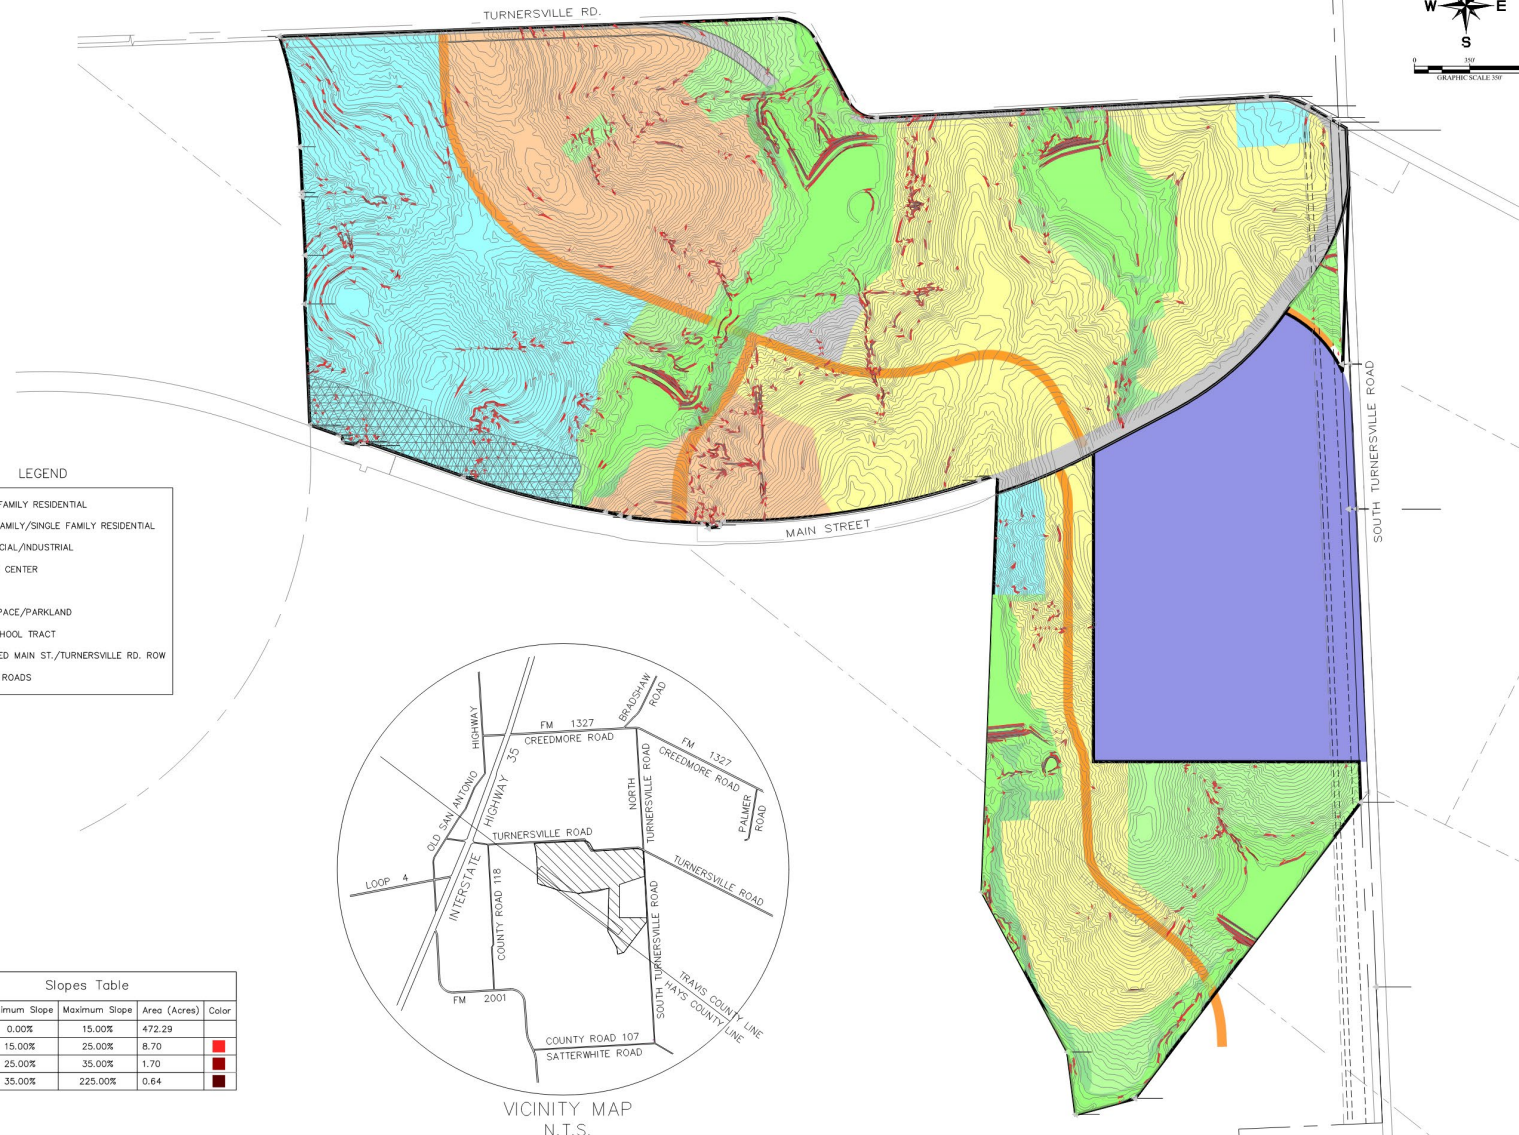 TURNERSVILLE RD.
W E
S
0 350'
GRAPHIC SCALE 350'
SOUTH TURNERSVILLE ROAD
MAIN STREET
LEGEND
FAMILY RESIDENTIAL
AMILY/SINGLE FAMILY RESIDENTIAL
CIAL/INDUSTRIAL
CENTER
PACE/PARKLAND
HOOL TRACT
ED MAIN ST./TURNERSVILLE RD. ROW
ROADS
TRAVIS COUNTY
HAYS COUNTY
OLD SAN ANTONIO HIGHWAY
INTERSTATE HIGHWAY 35
FM 1327
CREEDMORE ROAD
BRADSHAW
ROAD
FM 1327
CREEDMORE ROAD
NORTH
TURNERSVILLE ROAD
PALMER
ROAD
TURNERSVILLE ROAD
TURNERSVILLE ROAD
LOOP 4
COUNTY ROAD 118
SOUTH TURNERSVILLE ROAD
TRAVIS COUNTY LINE
HAYS COUNTY LINE
FM 2001
COUNTY ROAD 107
SATTERWHITE ROAD
VICINITY MAP
N.T.S.
Slopes Table
imum Slope Maximum Slope Area (Acres) Color
0.00% 15.00% 472.29
15.00% 25.00% 8.70
25.00% 35.00% 1.70
35.00% 225.00% 0.64